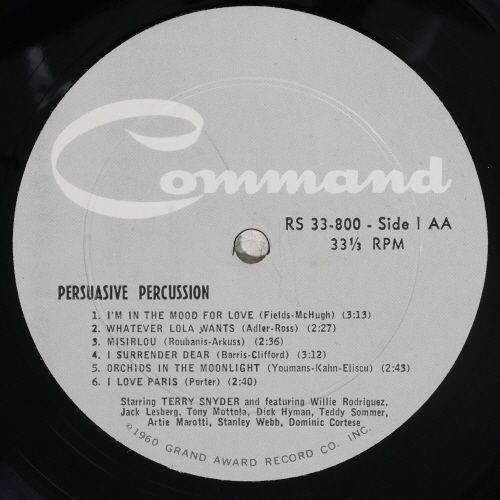 Command
RS 33-800 - Side 1 AA
33⅓ RPM
PERSUASIVE PERCUSSION
1. I'M IN THE MOOD FOR LOVE (Fields-McHugh) (3:13)
2. WHATEVER LOLA WANTS (Adler-Ross) (2:27)
3. MISIRLOU (Roubanis-Arkuss) (2:36)
4. I SURRENDER DEAR (Barris-Clifford) (3:12)
5. ORCHIDS IN THE MOONLIGHT (Youmans-Kahn-Eliscu) (2:43)
6. I LOVE PARIS (Porter) (2:40)
Starring TERRY SNYDER and featuring Willie Rodriguez,
Jack Lesberg, Tony Mottola, Dick Hyman, Teddy Sommer,
Artie Marotti, Stanley Webb, Dominic Cortese
©1960 GRAND AWARD RECORD CO. INC.